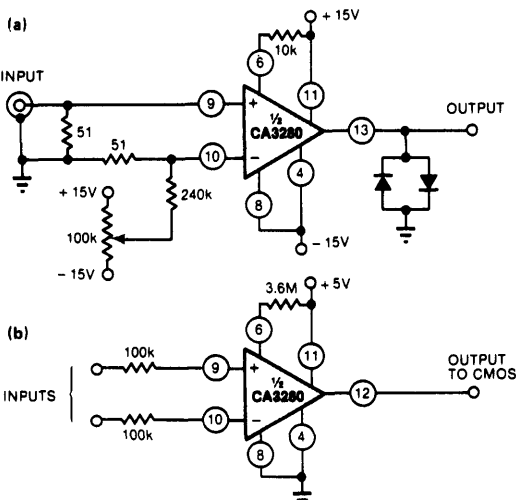 (a)
+ 15V
10k
6
11
INPUT
9
+
½
CA3280
13
OUTPUT
51
51
10
−
4
8
+ 15V
240k
100k
− 15V
− 15V
(b)
+ 5V
3.6M
6
11
100k
9
+
½
CA3280
12
OUTPUT
TO CMOS
INPUTS
100k
10
−
4
8